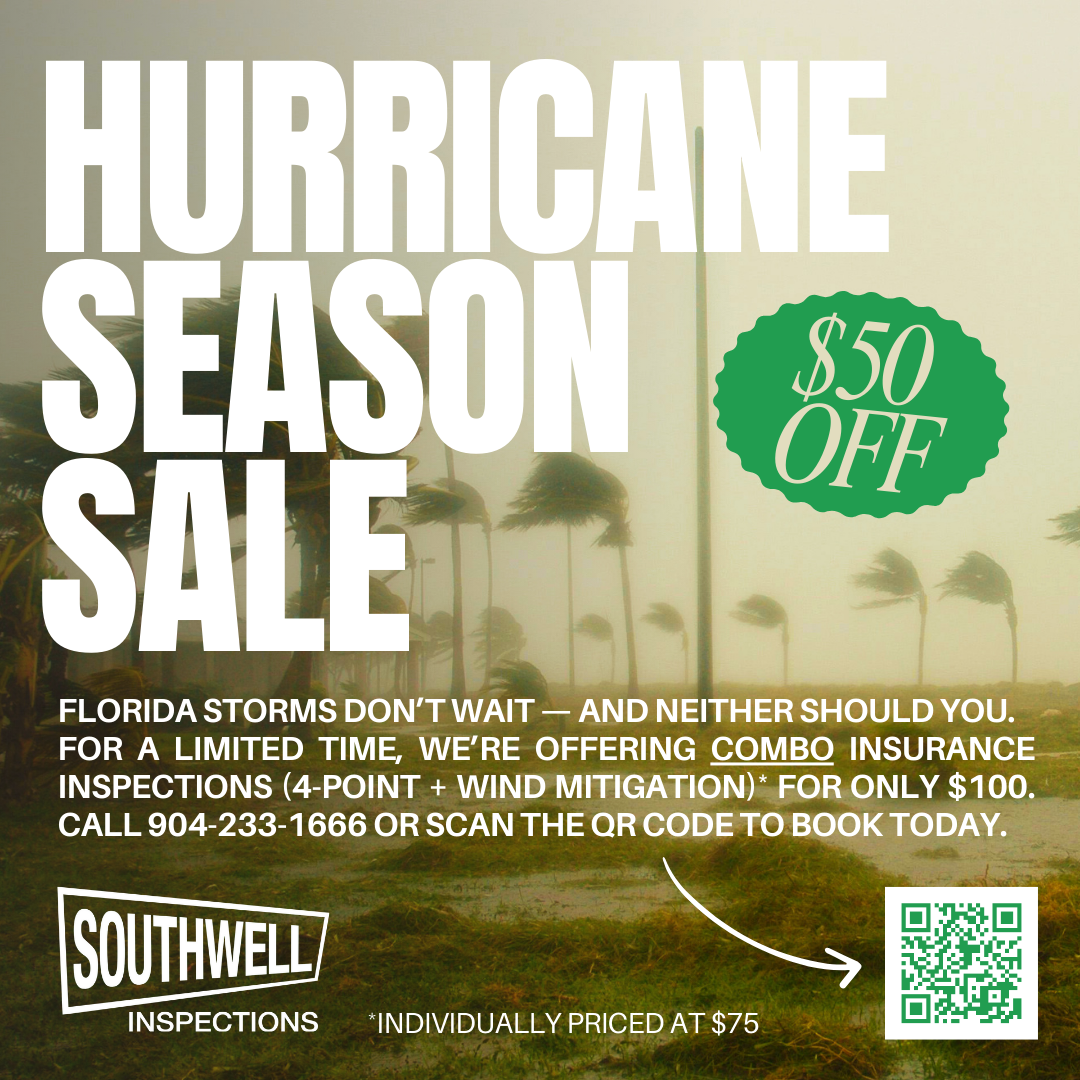 HURRICANE
SEASON
SALE
$50
OFF
FLORIDA STORMS DON’T WAIT — AND NEITHER SHOULD YOU.
FOR A LIMITED TIME, WE’RE OFFERING COMBO INSURANCE
INSPECTIONS (4-POINT + WIND MITIGATION)* FOR ONLY $100.
CALL 904-233-1666 OR SCAN THE QR CODE TO BOOK TODAY.
SOUTHWELL
INSPECTIONS
*INDIVIDUALLY PRICED AT $75